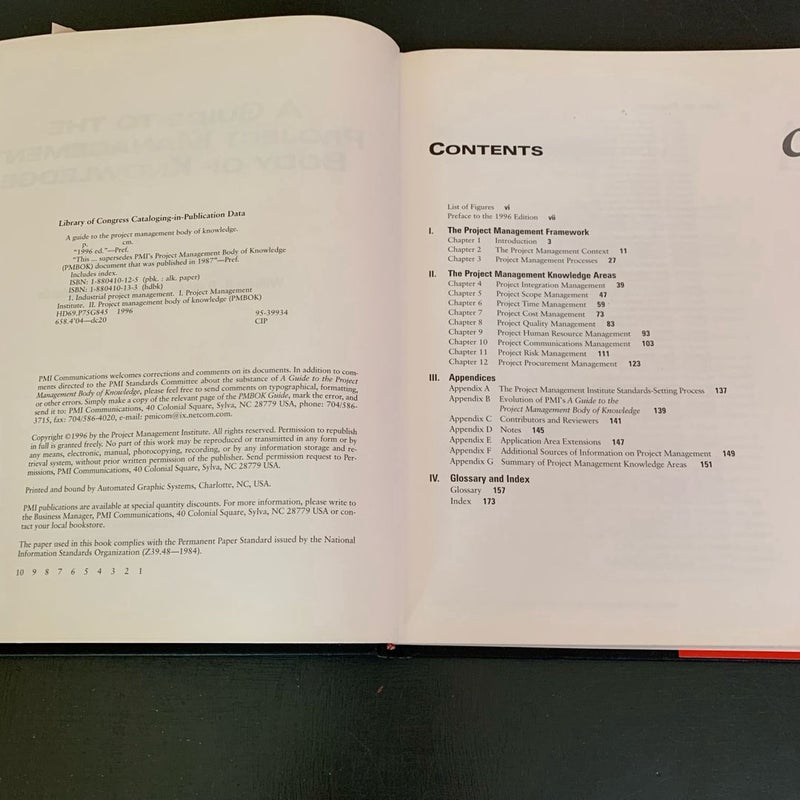 Library of Congress Cataloging-in-Publication Data
A guide to the project management body of knowledge.
p. cm.
"1996 ed."—Pref.
"This ... supersedes PMI's Project Management Body of Knowledge
(PMBOK) document that was published in 1987"—Pref.
Includes index.
ISBN: 1-880410-12-5 (pbk. : alk. paper)
ISBN: 1-880410-13-3 (hdbk)
1. Industrial project management. I. Project Management
Institute. II. Project management body of knowledge (PMBOK)
HD69.P75G845 1996 95-39934
658.4'04—dc20 CIP
PMI Communications welcomes corrections and comments on its documents. In addition to com-
ments directed to the PMI Standards Committee about the substance of A Guide to the Project
Management Body of Knowledge, please feel free to send comments on typographical, formatting,
or other errors. Simply make a copy of the relevant page of the PMBOK Guide, mark the error, and
send it to: PMI Communications, 40 Colonial Square, Sylva, NC 28779 USA, phone: 704/586-
3715, fax: 704/586-4020, e-mail: pmicom@ix.netcom.com.
Copyright ©1996 by the Project Management Institute. All rights reserved. Permission to republish
in full is granted freely. No part of this work may be reproduced or transmitted in any form or by
any means, electronic, manual, photocopying, recording, or by any information storage and re-
trieval system, without prior written permission of the publisher. Send permission request to Per-
missions, PMI Communications, 40 Colonial Square, Sylva, NC 28779 USA.
Printed and bound by Automated Graphic Systems, Charlotte, NC, USA.
PMI publications are available at special quantity discounts. For more information, please write to
the Business Manager, PMI Communications, 40 Colonial Square, Sylva, NC 28779 USA or con-
tact your local bookstore.
The paper used in this book complies with the Permanent Paper Standard issued by the National
Information Standards Organization (Z39.48—1984).
10 9 8 7 6 5 4 3 2 1
CONTENTS
List of Figures vi
Preface to the 1996 Edition vii
I. The Project Management Framework
Chapter 1 Introduction 3
Chapter 2 The Project Management Context 11
Chapter 3 Project Management Processes 27
II. The Project Management Knowledge Areas
Chapter 4 Project Integration Management 39
Chapter 5 Project Scope Management 47
Chapter 6 Project Time Management 59
Chapter 7 Project Cost Management 73
Chapter 8 Project Quality Management 83
Chapter 9 Project Human Resource Management 93
Chapter 10 Project Communications Management 103
Chapter 11 Project Risk Management 111
Chapter 12 Project Procurement Management 123
III. Appendices
Appendix A The Project Management Institute Standards-Setting Process 137
Appendix B Evolution of PMI's A Guide to the
Project Management Body of Knowledge 139
Appendix C Contributors and Reviewers 141
Appendix D Notes 145
Appendix E Application Area Extensions 147
Appendix F Additional Sources of Information on Project Management 149
Appendix G Summary of Project Management Knowledge Areas 151
IV. Glossary and Index
Glossary 157
Index 173